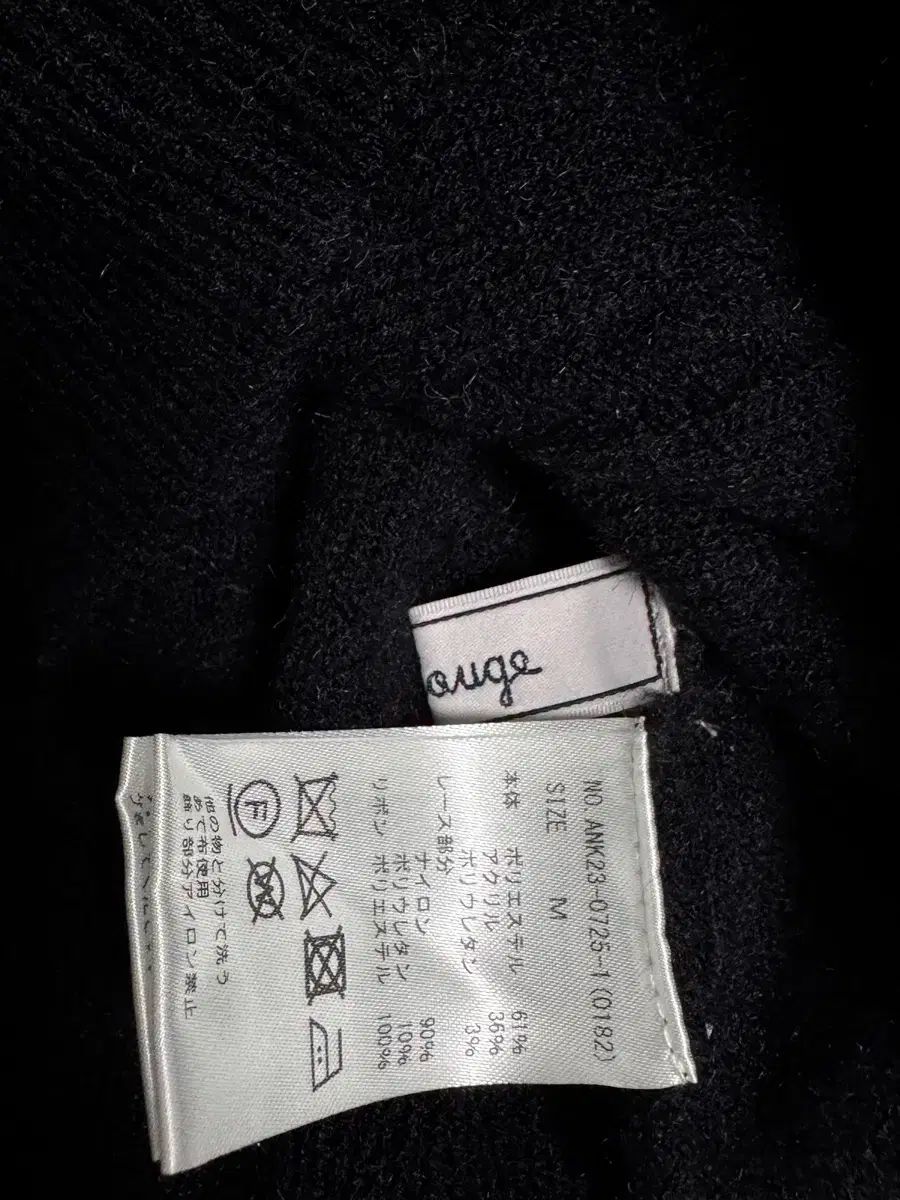 ouge
NO.ANK23-0725-1(0182)
SIZE M
本体 ポリエステル 61%
アクリル 36%
ポリウレタン 3%
レース部分
ナイロン 90%
ポリウレタン 10%
リボン ポリエステル 100%
F
W
他の物と分けて洗う
あて布使用
飾り部分アイロン禁止